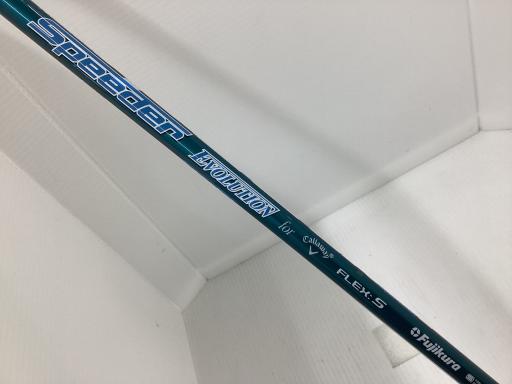 Speeder
EVOLUTION
for
Callaway
FLEX: S
Fujikura